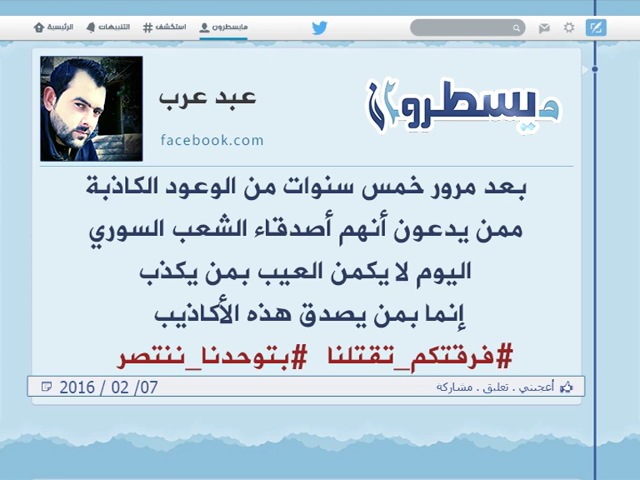 الرئيسية التنبيهات # استكشف مايسطرون
مايسطرون
عبد عرب
facebook.com
بعد مرور خمس سنوات من الوعود الكاذبة
ممن يدعون أنهم أصدقاء الشعب السوري
اليوم لا يكمن العيب بمن يكذب
إنما بمن يصدق هذه الأكاذيب
#فرقتكم_تقتلنا #بتوحدنا_ننتصر
أعجبني . تعليق . مشاركة
2016 / 02 /07